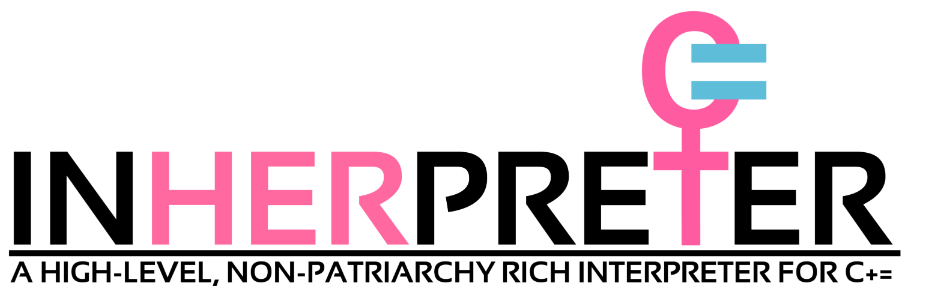 INHERPRETER
A HIGH-LEVEL, NON-PATRIARCHY RICH INTERPRETER FOR C+=